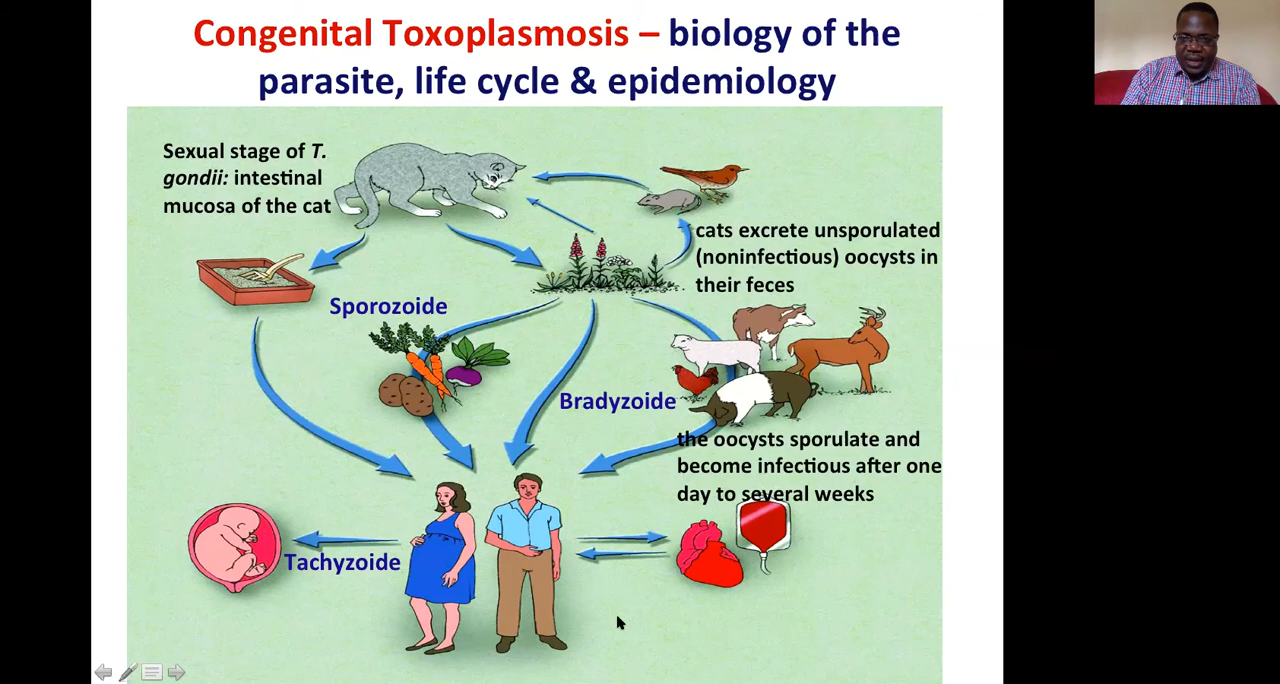 Congenital Toxoplasmosis – biology of the
parasite, life cycle & epidemiology
Sexual stage of T.
gondii: intestinal
mucosa of the cat
cats excrete unsporulated
(noninfectious) oocysts in
their feces
Sporozoide
Bradyzoide
the oocysts sporulate and
become infectious after one
day to several weeks
Tachyzoide